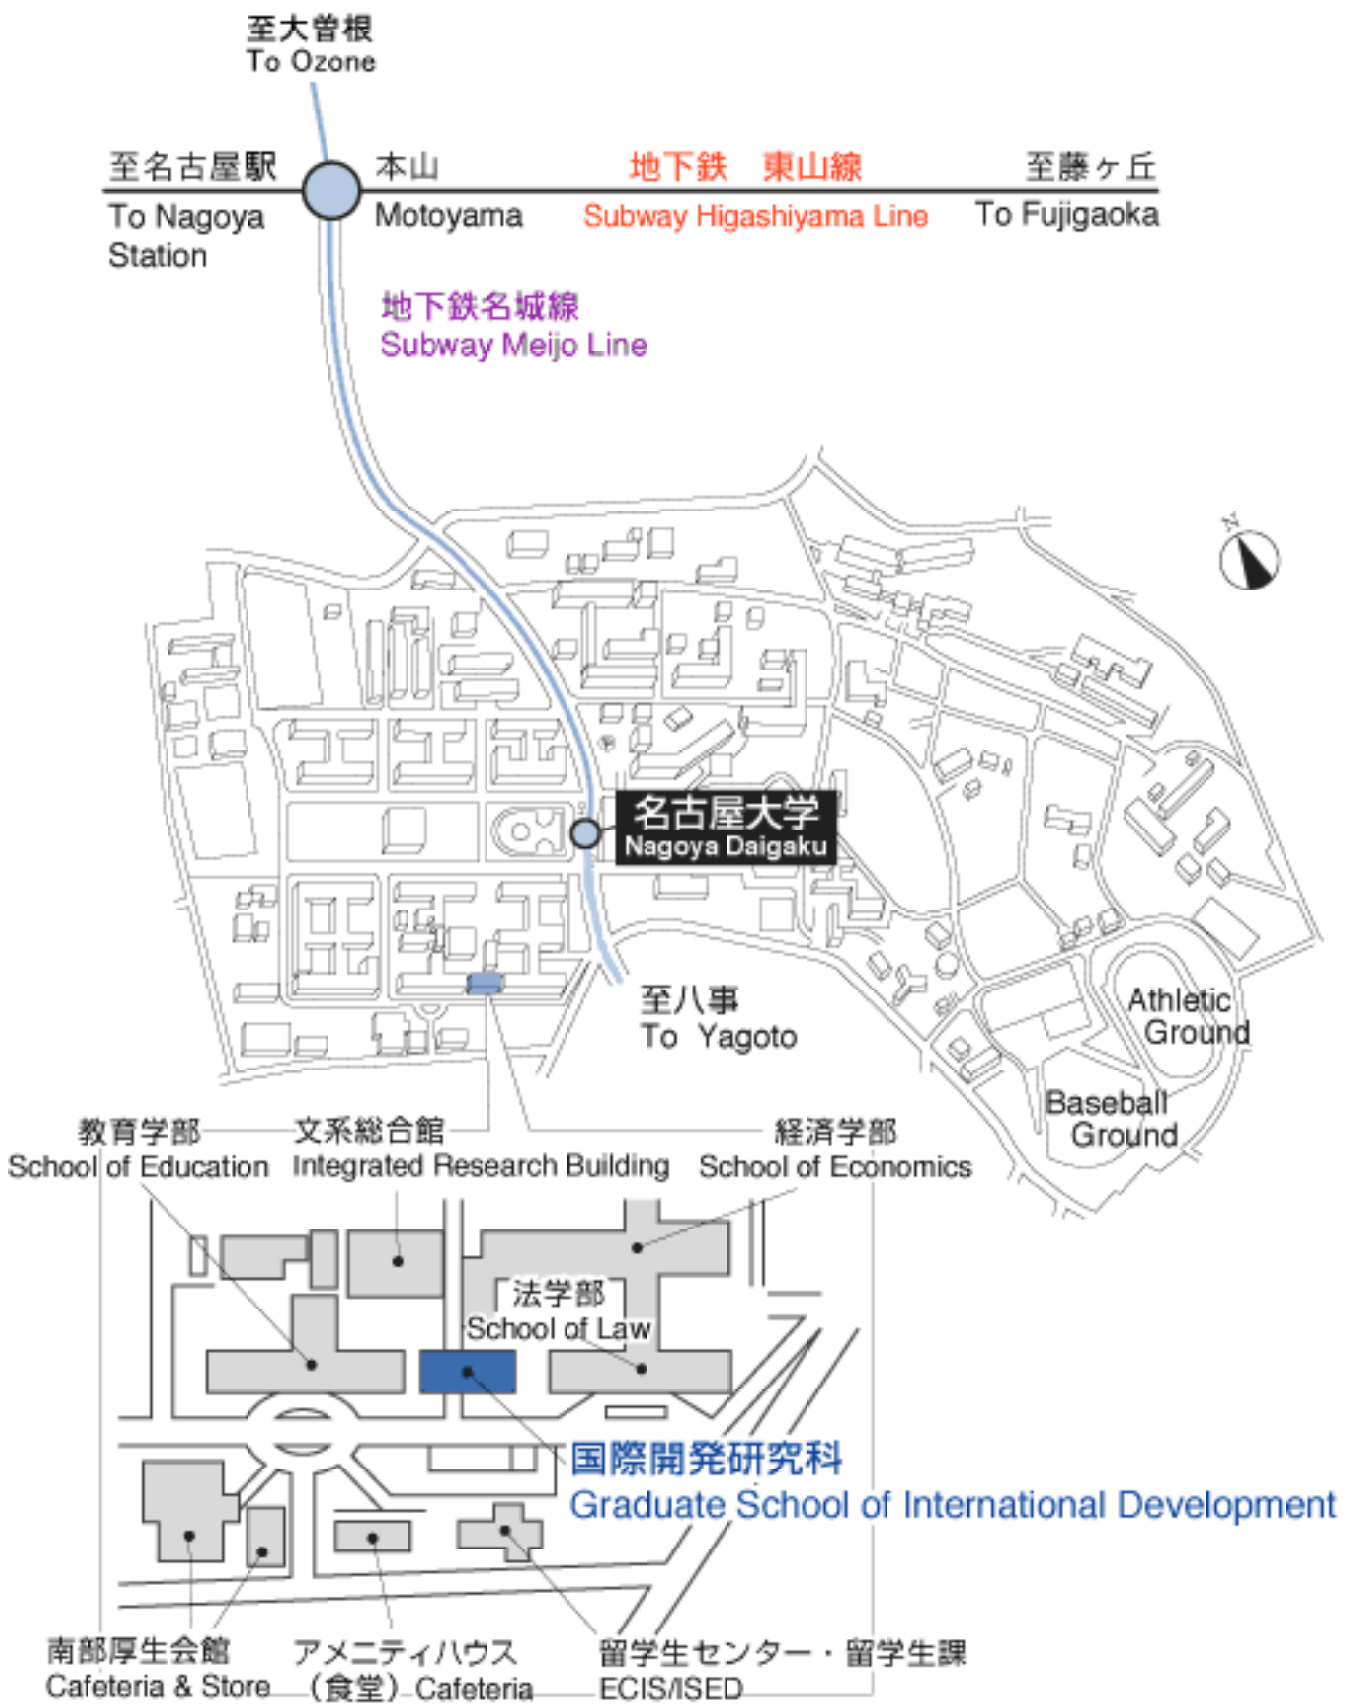 至大曽根
To Ozone
至名古屋駅
To Nagoya
Station
本山
Motoyama
地下鉄　東山線
Subway Higashiyama Line
至藤ヶ丘
To Fujigaoka
地下鉄名城線
Subway Meijo Line
N
名古屋大学
Nagoya Daigaku
至八事
To Yagoto
Athletic
Ground
Baseball
Ground
教育学部
School of Education
文系総合館
Integrated Research Building
経済学部
School of Economics
法学部
School of Law
国際開発研究科
Graduate School of International Development
南部厚生会館
Cafeteria & Store
アメニティハウス
（食堂）Cafeteria
留学生センター・留学生課
ECIS/ISED